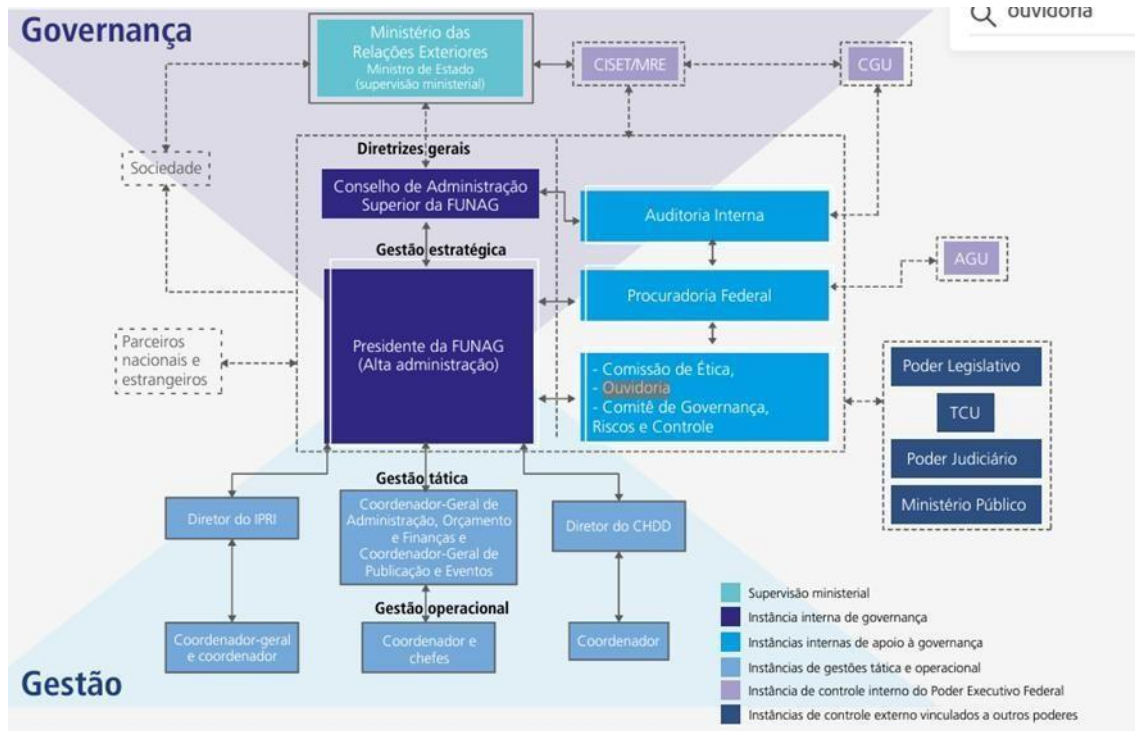 Governança
ouvidoria
Ministério das
Relações Exteriores
Ministro de Estado
(supervisão ministerial)
CISET/MRE
CGU
Sociedade
Diretrizes gerais
Conselho de Administração
Superior da FUNAG
Auditoria Interna
Gestão estratégica
AGU
Procuradoria Federal
Parceiros
nacionais e
estrangeiros
Presidente da FUNAG
(Alta administração)
- Comissão de Ética,
- Ouvidoria
- Comitê de Governança,
Riscos e Controle
Poder Legislativo
TCU
Poder Judiciário
Ministério Público
Gestão tática
Diretor do IPRI
Coordenador-Geral de
Administração, Orçamento
e Finanças e
Coordenador-Geral de
Publicação e Eventos
Diretor do CHDD
Gestão operacional
Coordenador-geral
e coordenador
Coordenador e
chefes
Coordenador
Gestão
Supervisão ministerial
Instância interna de governança
Instâncias internas de apoio à governança
Instâncias de gestões tática e operacional
Instância de controle interno do Poder Executivo Federal
Instâncias de controle externo vinculados a outros poderes